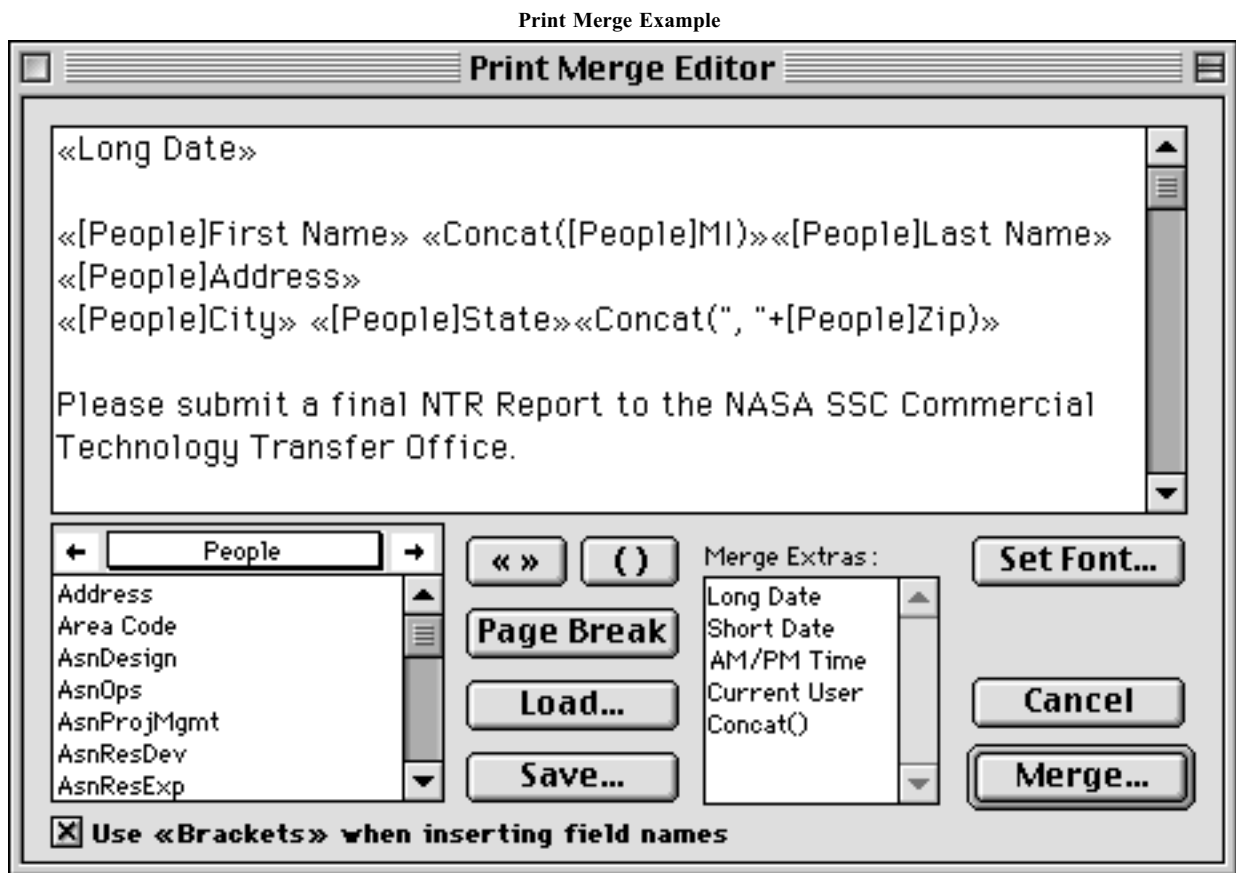 Print Merge Example
Print Merge Editor
«Long Date»
«[People]First Name» «Concat([People]MI)»«[People]Last Name»
«[People]Address»
«[People]City» «[People]State»«Concat(", "+[People]Zip)»
Please submit a final NTR Report to the NASA SSC Commercial
Technology Transfer Office.
People
Address
Area Code
AsnDesign
AsnOps
AsnProjMgmt
AsnResDev
AsnResExp
« »
( )
Page Break
Load...
Save...
Merge Extras:
Long Date
Short Date
AM/PM Time
Current User
Concat()
Set Font...
Cancel
Merge...
Use «Brackets» when inserting field names